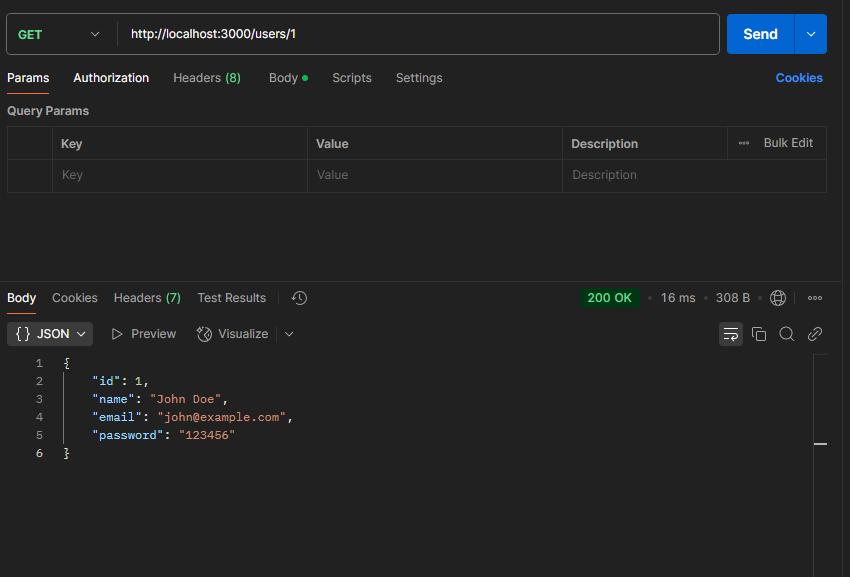 GET http://localhost:3000/users/1 Send
Params Authorization Headers (8) Body Scripts Settings Cookies
Query Params
Key Value Description Bulk Edit
Key Value Description
Body Cookies Headers (7) Test Results 200 OK 16 ms 308 B
{} JSON Preview Visualize
1 {
2 "id": 1,
3 "name": "John Doe",
4 "email": "john@example.com",
5 "password": "123456"
6 }